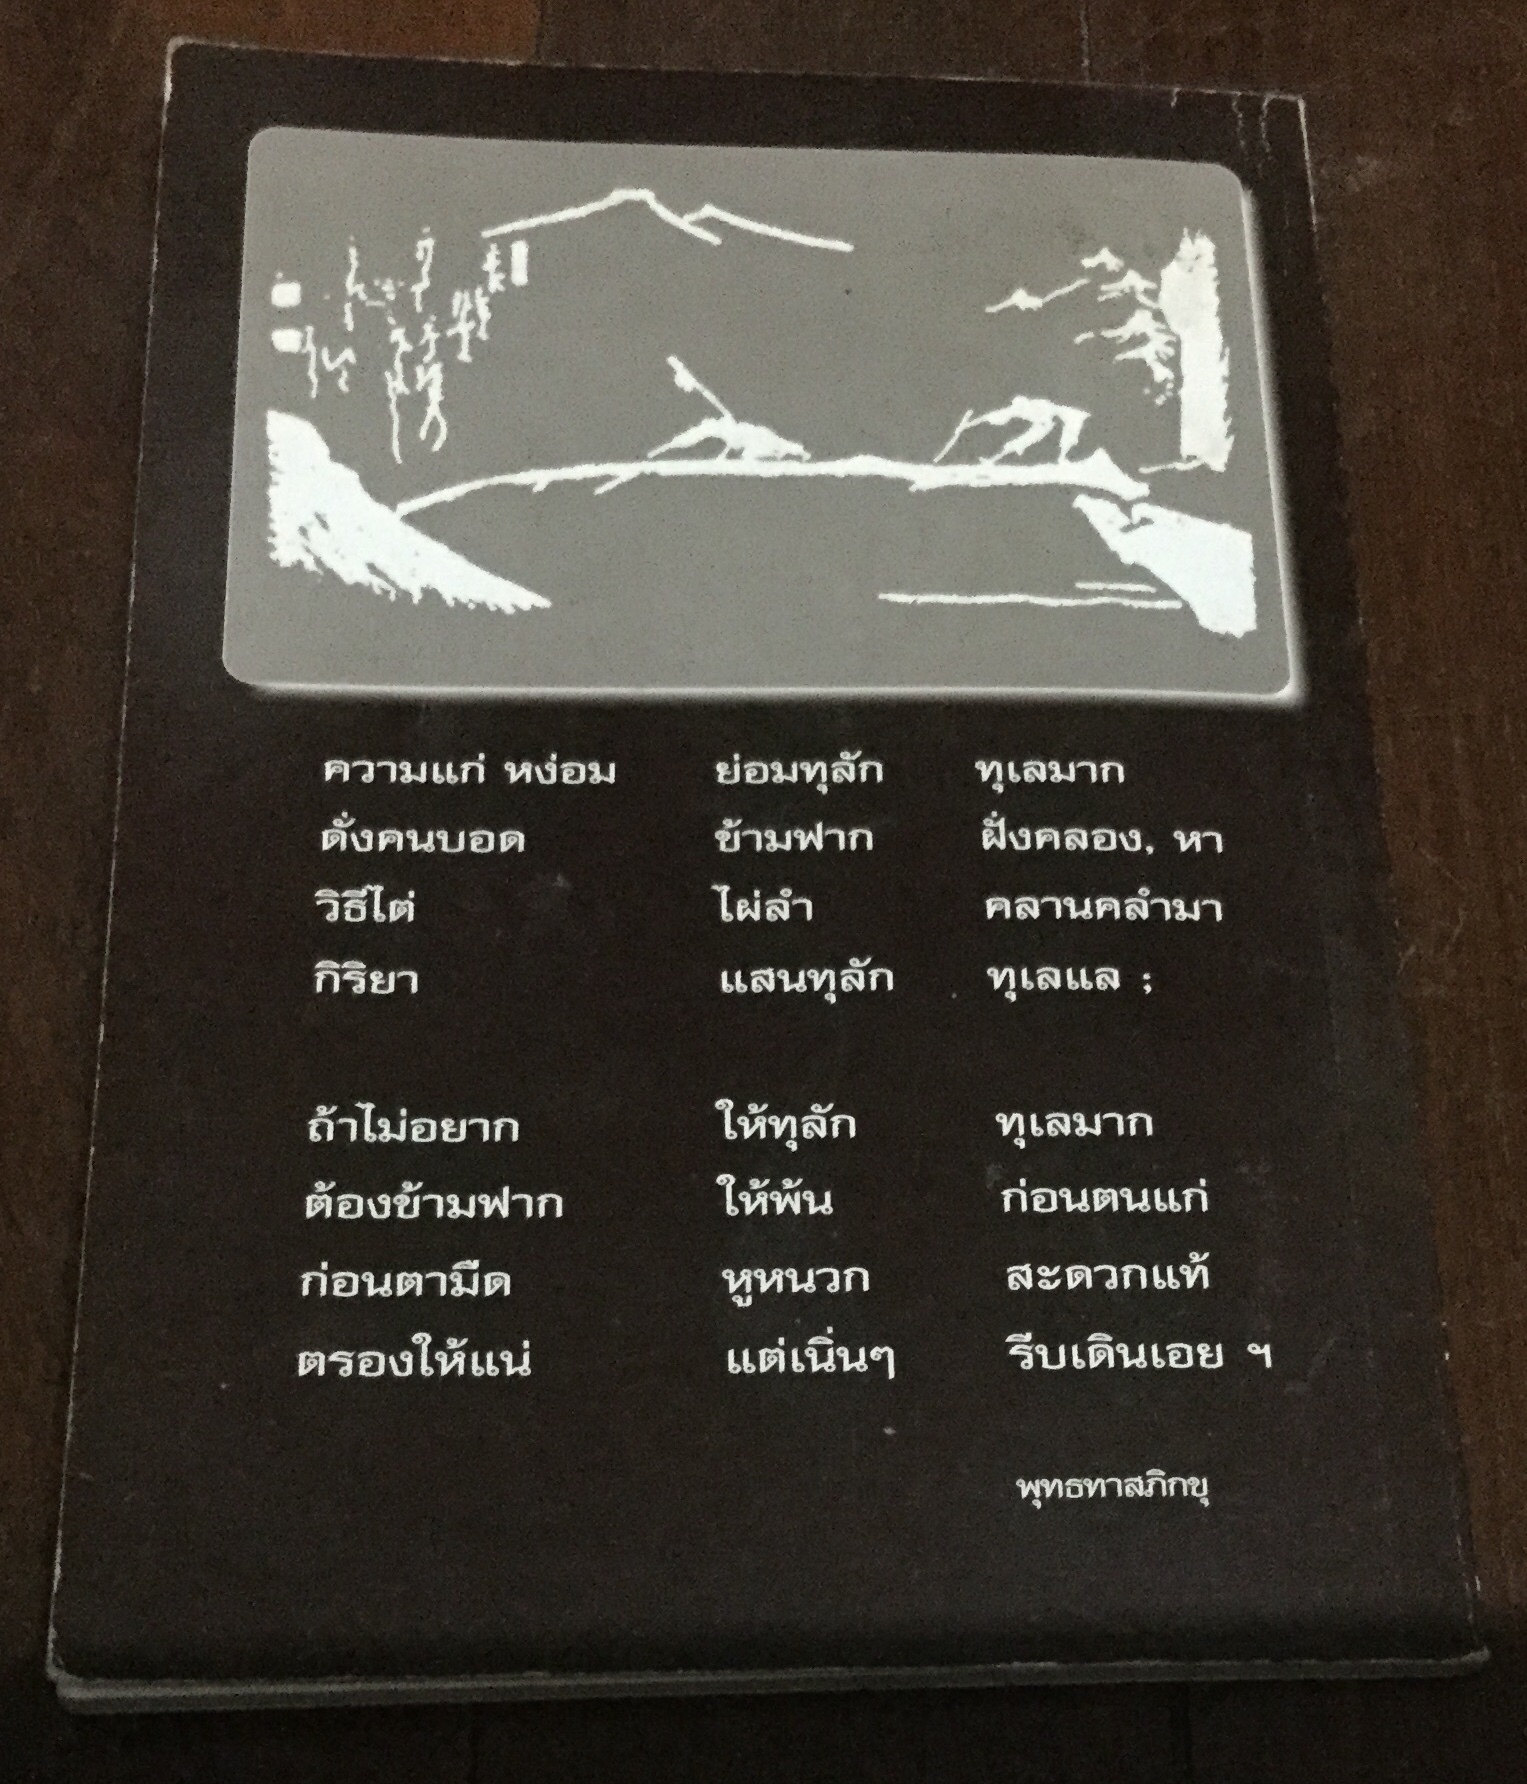 ความแก่ หง่อม ย่อมทุลัก ทุเลมาก
ดั่งคนบอด ข้ามฟาก ฝั่งคลอง, หา
วิธีไต่ ไผ่ลำ คลานคลำมา
กิริยา แสนทุลัก ทุเลแล ;
ถ้าไม่อยาก ให้ทุลัก ทุเลมาก
ต้องข้ามฟาก ให้พ้น ก่อนตนแก่
ก่อนตามืด หูหนวก สะดวกแท้
ตรองให้แน่ แต่เนิ่นๆ รีบเดินเอย ฯ
พุทธทาสภิกขุ